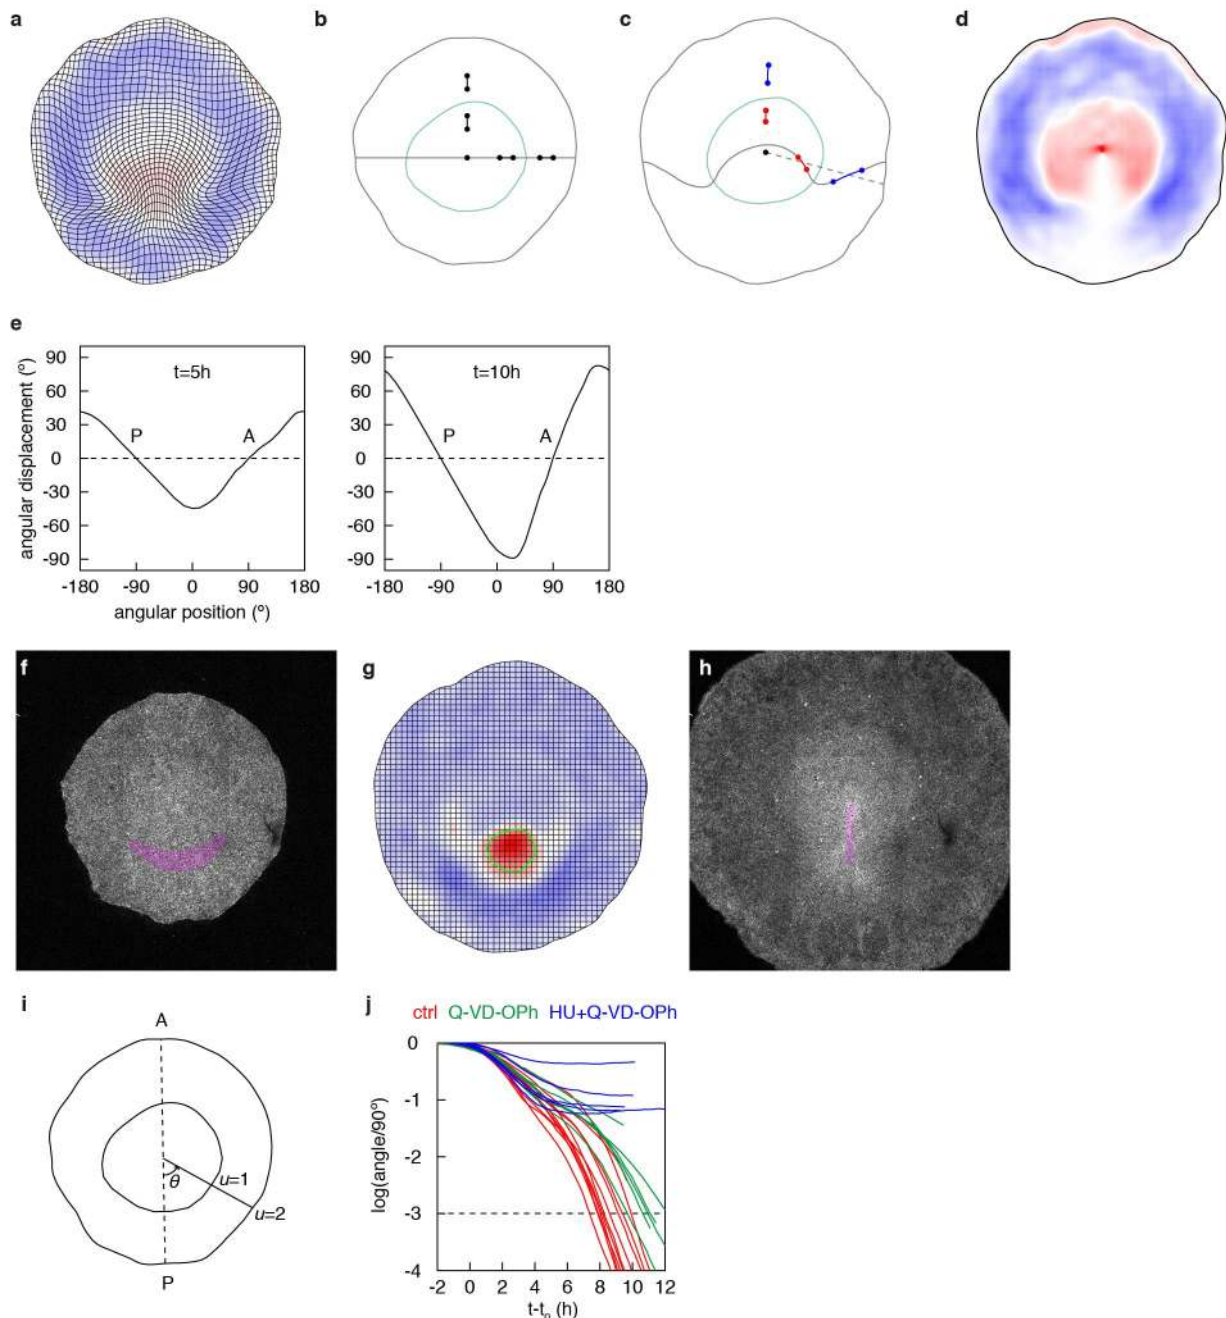 a
b
c
d
e
90
60
30
0
-30
-60
-90
t=5h
P
A
-180
-90
0
90
180
angular displacement (°)
angular position (°)
90
60
30
0
-30
-60
-90
t=10h
P
A
-180
-90
0
90
180
f
g
h
i
A
θ
u=1
u=2
P
j
ctrl Q-VD-OPh HU+Q-VD-OPh
0
-1
-2
-3
-4
log(angle/90°)
-2 0 2 4 6 8 10 12
t-t₀ (h)